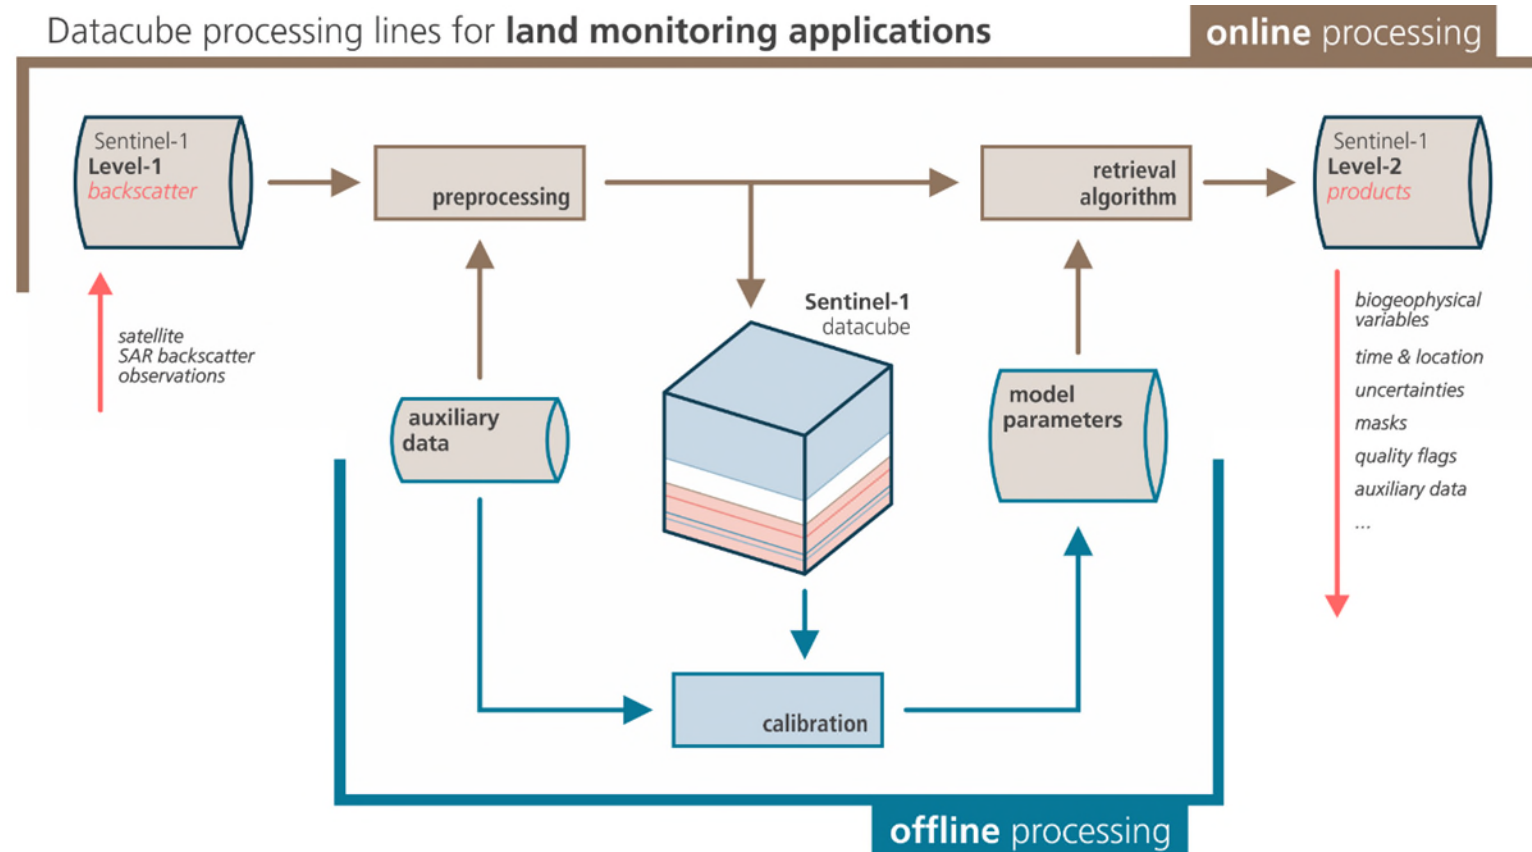 Datacube processing lines for land monitoring applications
online processing
Sentinel-1
Level-1
backscatter
preprocessing
retrieval
algorithm
Sentinel-1
Level-2
products
satellite
SAR backscatter
observations
Sentinel-1
datacube
biogeophysical
variables
time & location
uncertainties
masks
quality flags
auxiliary data
...
auxiliary
data
model
parameters
calibration
offline processing